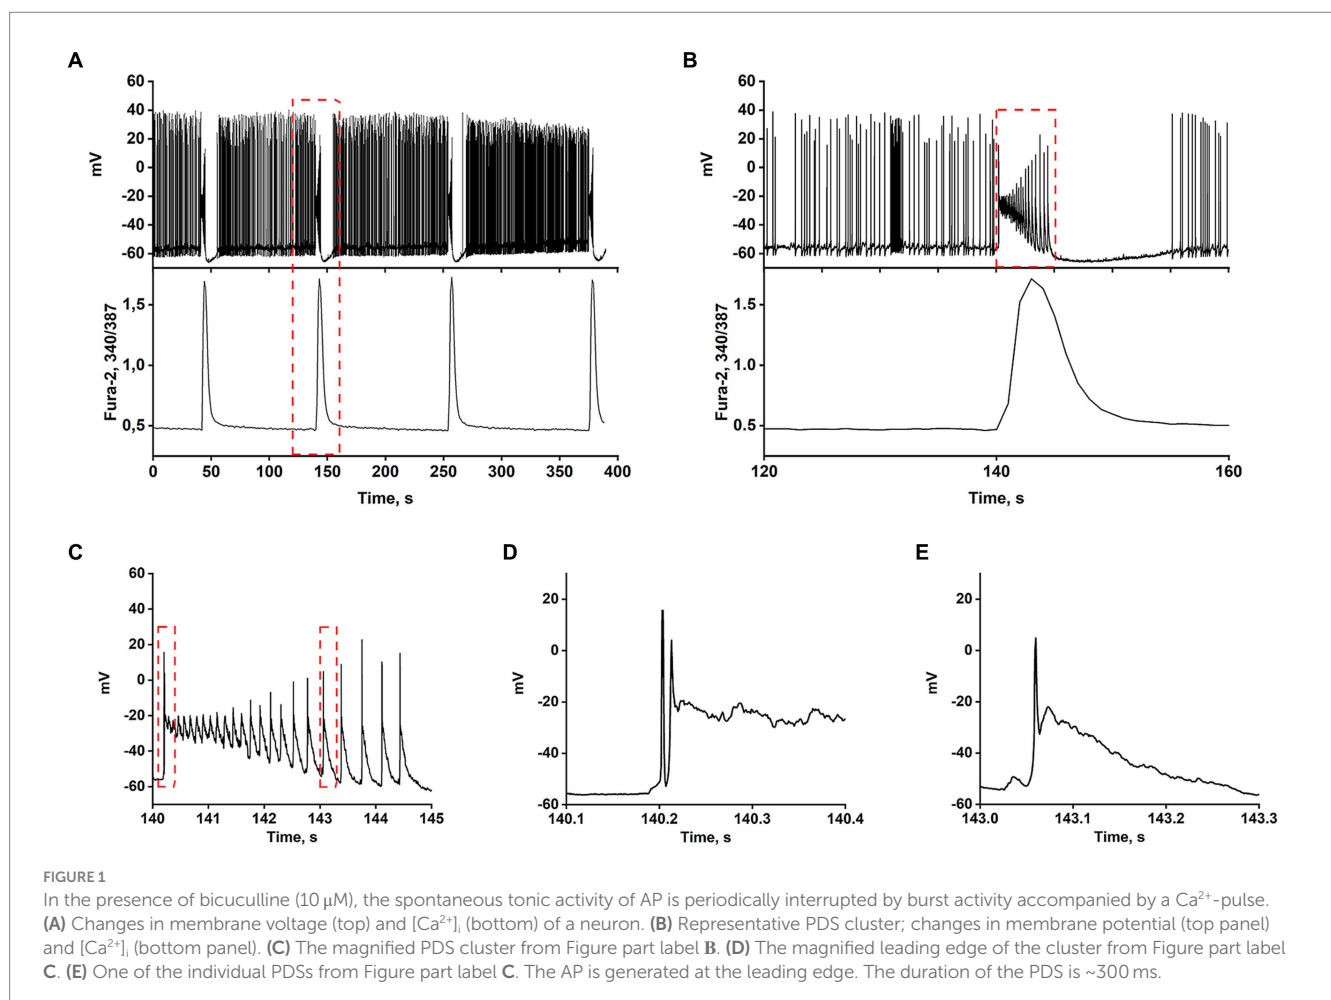 A
B
60
40
20
0
-20
-40
-60
mV
60
40
20
0
-20
-40
-60
mV
1,5
1.0
0,5
Fura-2, 340/387
1.5
1.0
0.5
Fura-2, 340/387
0 50 100 150 200 250 300 350 400
Time, s
120 140 160
Time, s
C
D
E
60
40
20
0
-20
-40
-60
mV
140 141 142 143 144 145
Time, s
20
0
-20
-40
-60
mV
140.1 140.2 140.3 140.4
Time, s
20
0
-20
-40
-60
mV
143.0 143.1 143.2 143.3
Time, s
FIGURE 1
In the presence of bicuculline (10 μM), the spontaneous tonic activity of AP is periodically interrupted by burst activity accompanied by a Ca²⁺-pulse.
(A) Changes in membrane voltage (top) and [Ca²⁺]ᵢ (bottom) of a neuron. (B) Representative PDS cluster; changes in membrane potential (top panel)
and [Ca²⁺]ᵢ (bottom panel). (C) The magnified PDS cluster from Figure part label B. (D) The magnified leading edge of the cluster from Figure part label
C. (E) One of the individual PDSs from Figure part label C. The AP is generated at the leading edge. The duration of the PDS is ~300 ms.